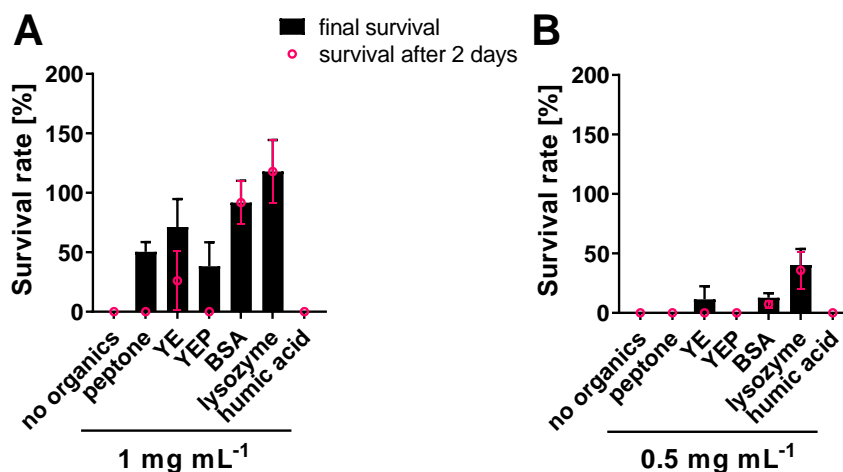 A
final survival
survival after 2 days
B
Survival rate [%]
200
150
100
50
0
no organics
peptone
YE
YEP
BSA
lysozyme
humic acid
1 mg mL⁻¹
Survival rate [%]
200
150
100
50
0
no organics
peptone
YE
YEP
BSA
lysozyme
humic acid
0.5 mg mL⁻¹